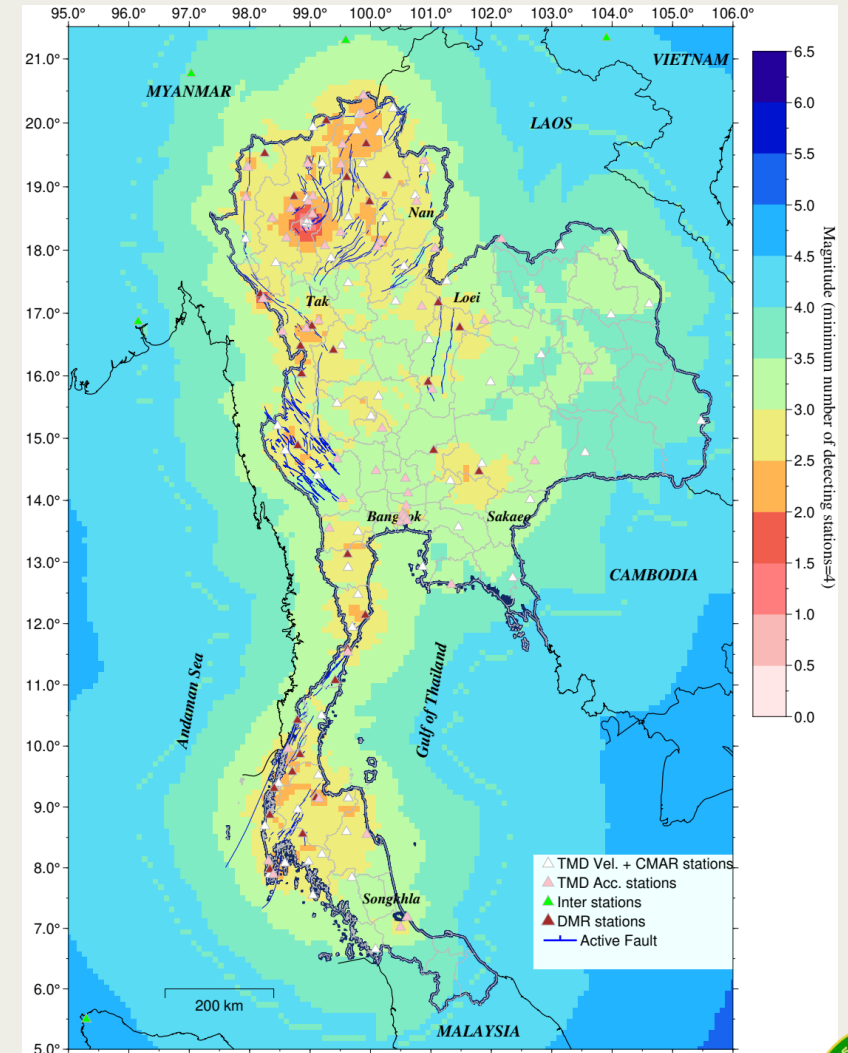 95.0° 96.0° 97.0° 98.0° 99.0° 100.0° 101.0° 102.0° 103.0° 104.0° 105.0° 106.0°
21.0°
20.0°
19.0°
18.0°
17.0°
16.0°
15.0°
14.0°
13.0°
12.0°
11.0°
10.0°
9.0°
8.0°
7.0°
6.0°
5.0°
VIETNAM
MYANMAR
LAOS
Nan
Tak
Loei
Bangkok
Sakaeo
CAMBODIA
Andaman Sea
Gulf of Thailand
Songkhla
MALAYSIA
200 km
TMD Vel. + CMAR stations
TMD Acc. stations
Inter stations
DMR stations
Active Fault
6.5
6.0
5.5
5.0
4.5
4.0
3.5
3.0
2.5
2.0
1.5
1.0
0.5
0.0
Magnitude (minimum number of detecting stations=4)